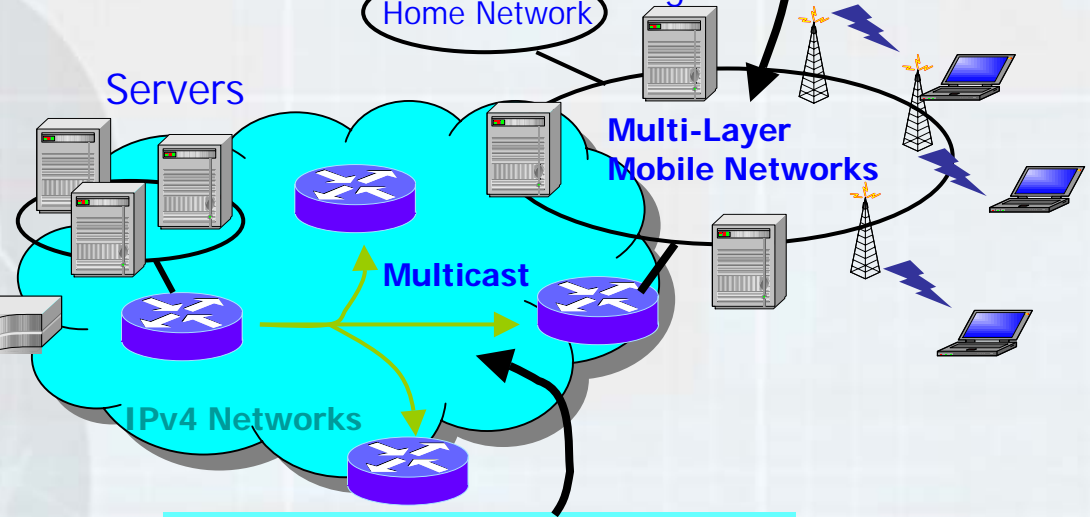 Home Network
Servers
Multi-Layer
Mobile Networks
Multicast
IPv4 Networks